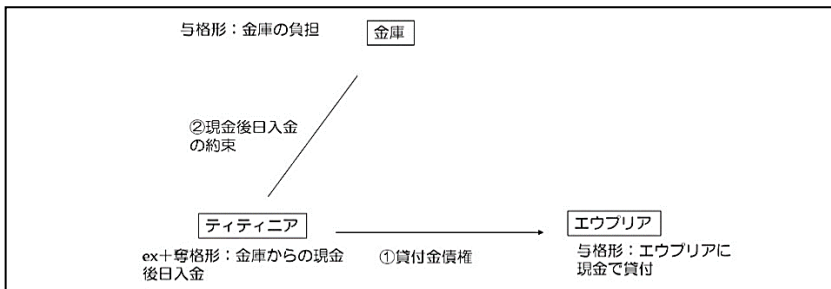 与格形：金庫の負担
金庫
②現金後日入金
の約束
ティティニア
エウプリア
ex＋奪格形：金庫からの現金
後日入金
①貸付金債権
与格形：エウプリアに
現金で貸付